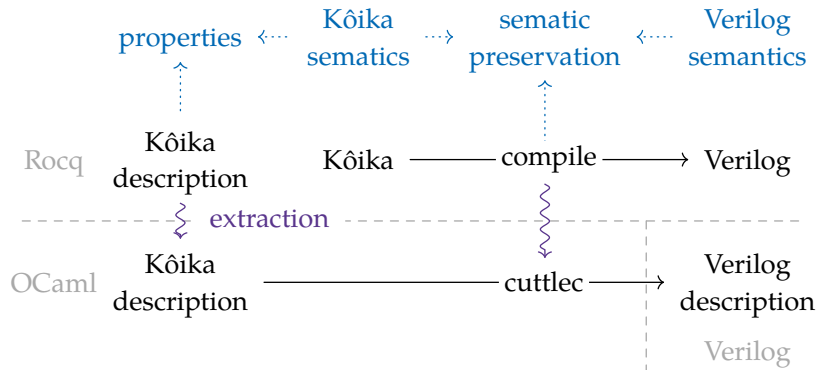 properties
Kôika
sematics
sematic
preservation
Verilog
semantics
Rocq
Kôika
description
Kôika
compile
Verilog
extraction
OCaml
Kôika
description
cuttlec
Verilog
description
Verilog